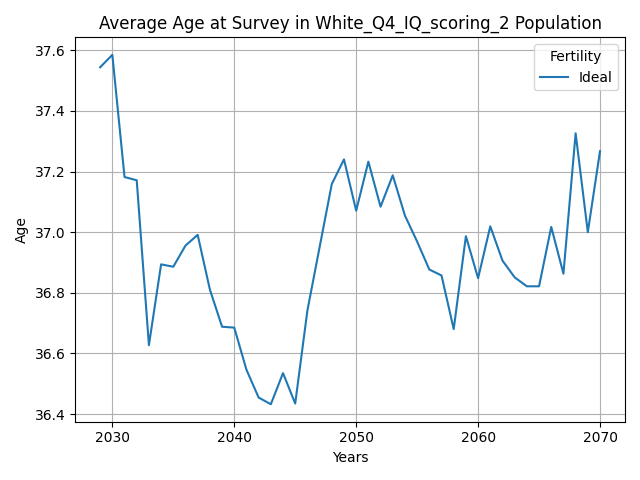 Average Age at Survey in White_Q4_IQ_scoring_2 Population
Fertility
Ideal
37.6
37.4
37.2
37.0
36.8
36.6
36.4
Age
2030 2040 2050 2060 2070
Years